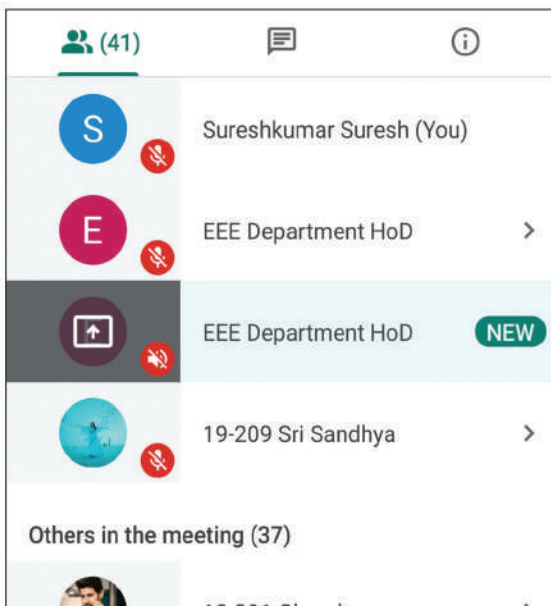 (41)
S
Sureshkumar Suresh (You)
E
EEE Department HoD
EEE Department HoD NEW
19-209 Sri Sandhya
Others in the meeting (37)